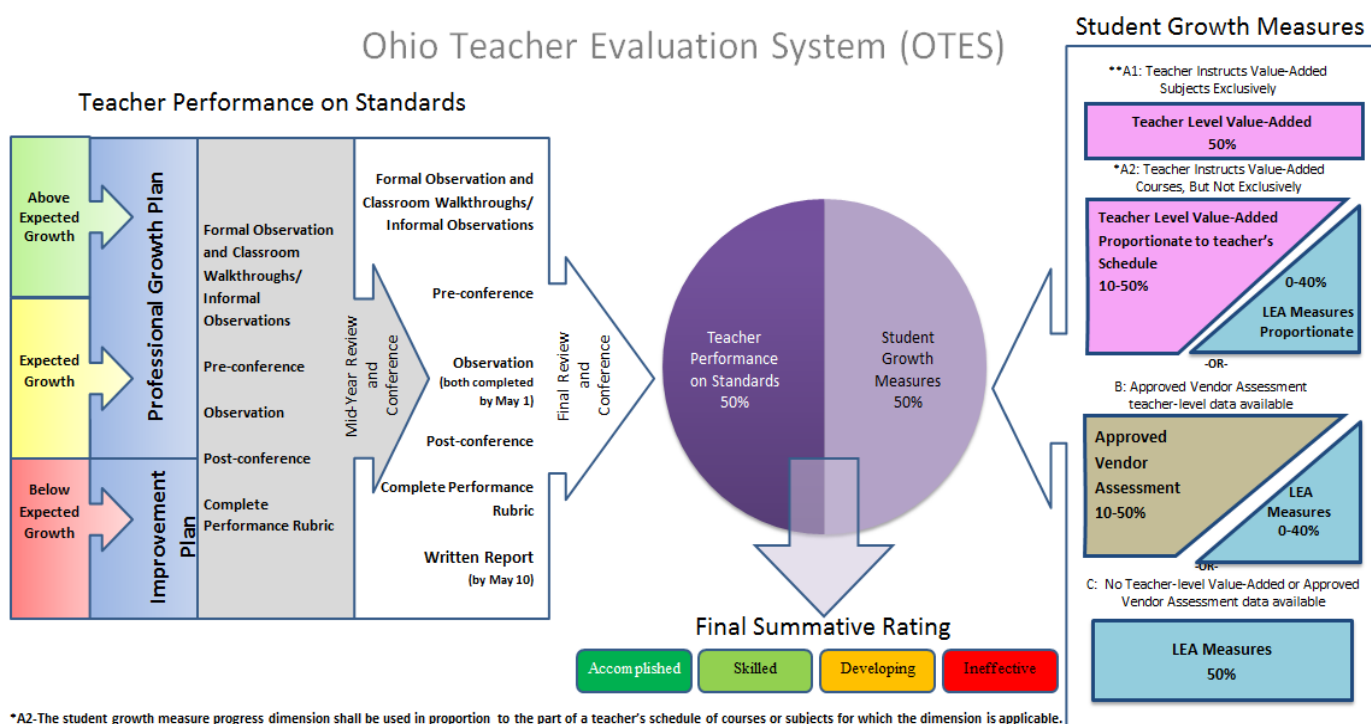 Ohio Teacher Evaluation System (OTES)
Teacher Performance on Standards
Above
Expected
Growth
Expected
Growth
Below
Expected
Growth
Professional Growth Plan
Improvement
Plan
Formal Observation
and Classroom
Walkthroughs/
Informal
Observations
Pre-conference
Observation
Post-conference
Complete
Performance Rubric
Mid-Year Review
and
Conference
Formal Observation and
Classroom Walkthroughs/
Informal Observations
Pre-conference
Observation
(both completed
by May 1)
Post-conference
Complete Performance
Rubric
Written Report
(by May 10)
Final Review
and
Conference
Teacher
Performance
on Standards
50%
Student
Growth
Measures
50%
Final Summative Rating
Accomplished
Skilled
Developing
Ineffective
Student Growth Measures
**A1: Teacher Instructs Value-Added
Subjects Exclusively
Teacher Level Value-Added
50%
*A2: Teacher Instructs Value-Added
Courses, But Not Exclusively
Teacher Level Value-Added
Proportionate to teacher's
Schedule
10-50%
0-40%
LEA Measures
Proportionate
-OR-
B: Approved Vendor Assessment
teacher-level data available
Approved
Vendor
Assessment
10-50%
LEA
Measures
0-40%
-OR-
C: No Teacher-level Value-Added or Approved
Vendor Assessment data available
LEA Measures
50%
*A2-The student growth measure progress dimension shall be used in proportion to the part of a teacher's schedule of courses or subjects for which the dimension is applicable.